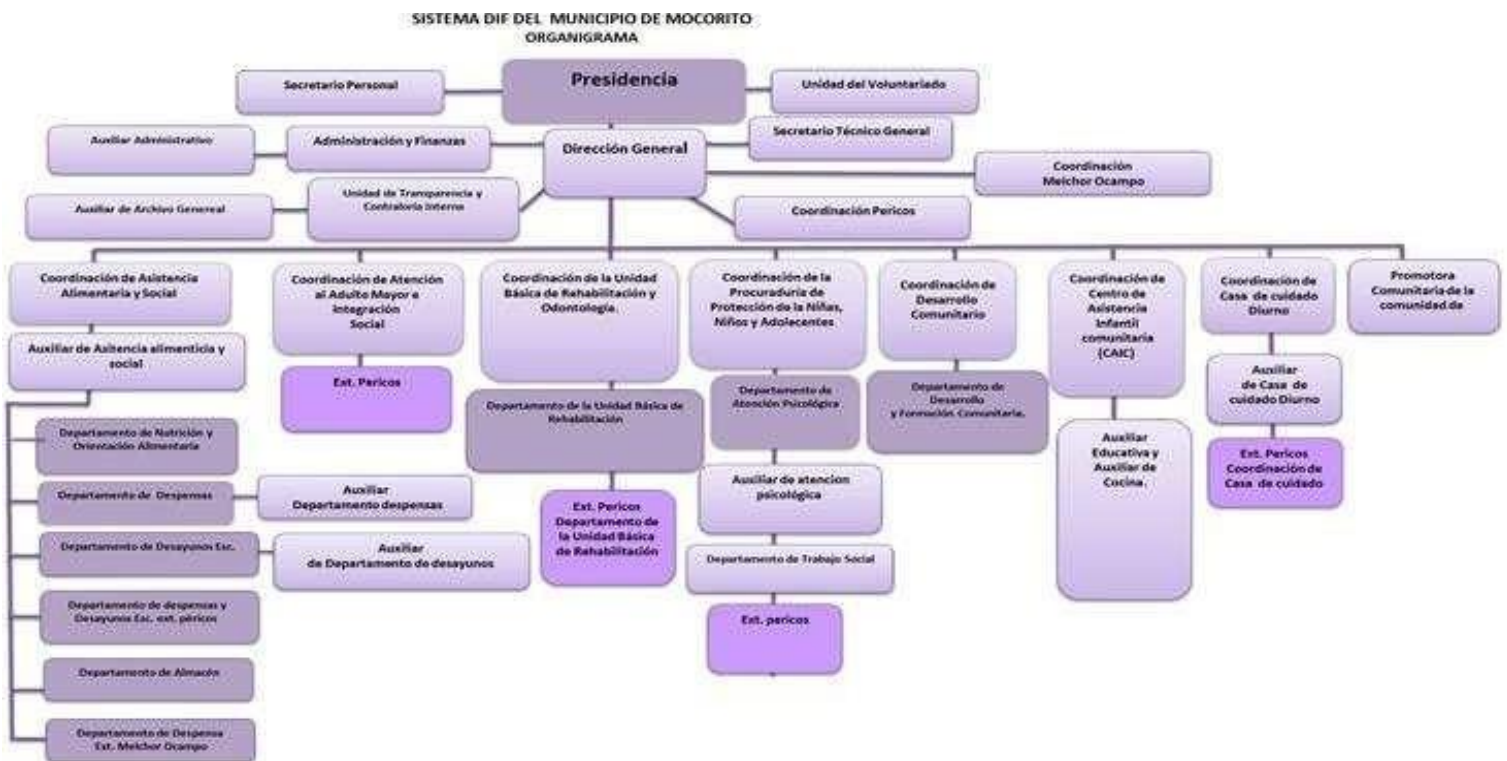 SISTEMA DIF DEL MUNICIPIO DE MOCORITO
ORGANIGRAMA
Presidencia
Secretario Personal
Unidad del Voluntariado
Auxiliar Administrativo
Administración y Finanzas
Dirección General
Secretario Técnico General
Coordinación
Melchor Ocampo
Auxiliar de Archivo Genereal
Unidad de Transparencia y
Contraloría Interna
Coordinación Pericos
Coordinación de Asistencia
Alimentaria y Social
Coordinación de Atención
al Adulto Mayor e
Integración
Social
Coordinación de la Unidad
Básica de Rehabilitación y
Odontología.
Coordinación de la
Procuraduría de
Protección de la Niñas,
Niños y Adolecentes
Coordinación de
Desarrollo
Comunitario
Coordinación de
Centro de
Asistencia
Infantil
comunitaria
(CAIC)
Coordinación de
Casa de cuidado
Diurno
Promotora
Comunitaria de la
comunidad de
Auxiliar de Asitencia alimenticia y
social
Ext. Pericos
Departamento de la Unidad Básica de
Rehabilitación
Departamento de
Atención Psicológica
Departamento de
Desarrollo
y Formación Comunitaria.
Auxiliar
de Casa de
cuidado Diurno
Departamento de Nutrición y
Orientación Alimentaria
Auxiliar
Educativa y
Auxiliar de
Cocina.
Ext. Pericos
Coordinación de
Casa de cuidado
Departamento de Despensas
Auxiliar
Departamento despensas
Ext. Pericos
Departamento de
la Unidad Básica
de Rehabilitación
Auxiliar de atencion
psicológica
Departamento de Desayunos Esc.
Auxiliar
de Departamento de desayunos
Departamento de Trabajo Social
Departamento de despensas y
Desayunos Esc. ext. péricos
Ext. pericos
Departamento de Almacén
Departamento de Despensa
Ext. Melchor Ocampo